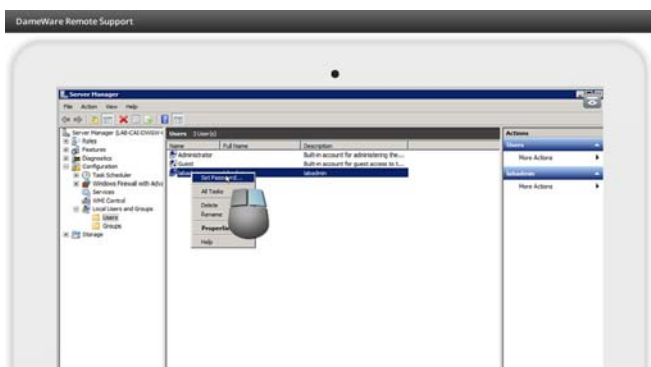 DameWare Remote Support
Server Manager
File Action View Help
Server Manager (LAB-CAI-
Roles
Features
Diagnostics
Configuration
Task Scheduler
Windows Firewall with Adva
Services
WMI Control
Local Users and Groups
Users
Groups
Storage
Users 3 User(s)
Name Full Name Description
Administrator Built-in account for administering the...
Guest Built-in account for guest access to t...
labadmin
Set Password...
All Tasks
Delete
Rename
Properties
Help
Actions
Users
More Actions
labadmin
More Actions